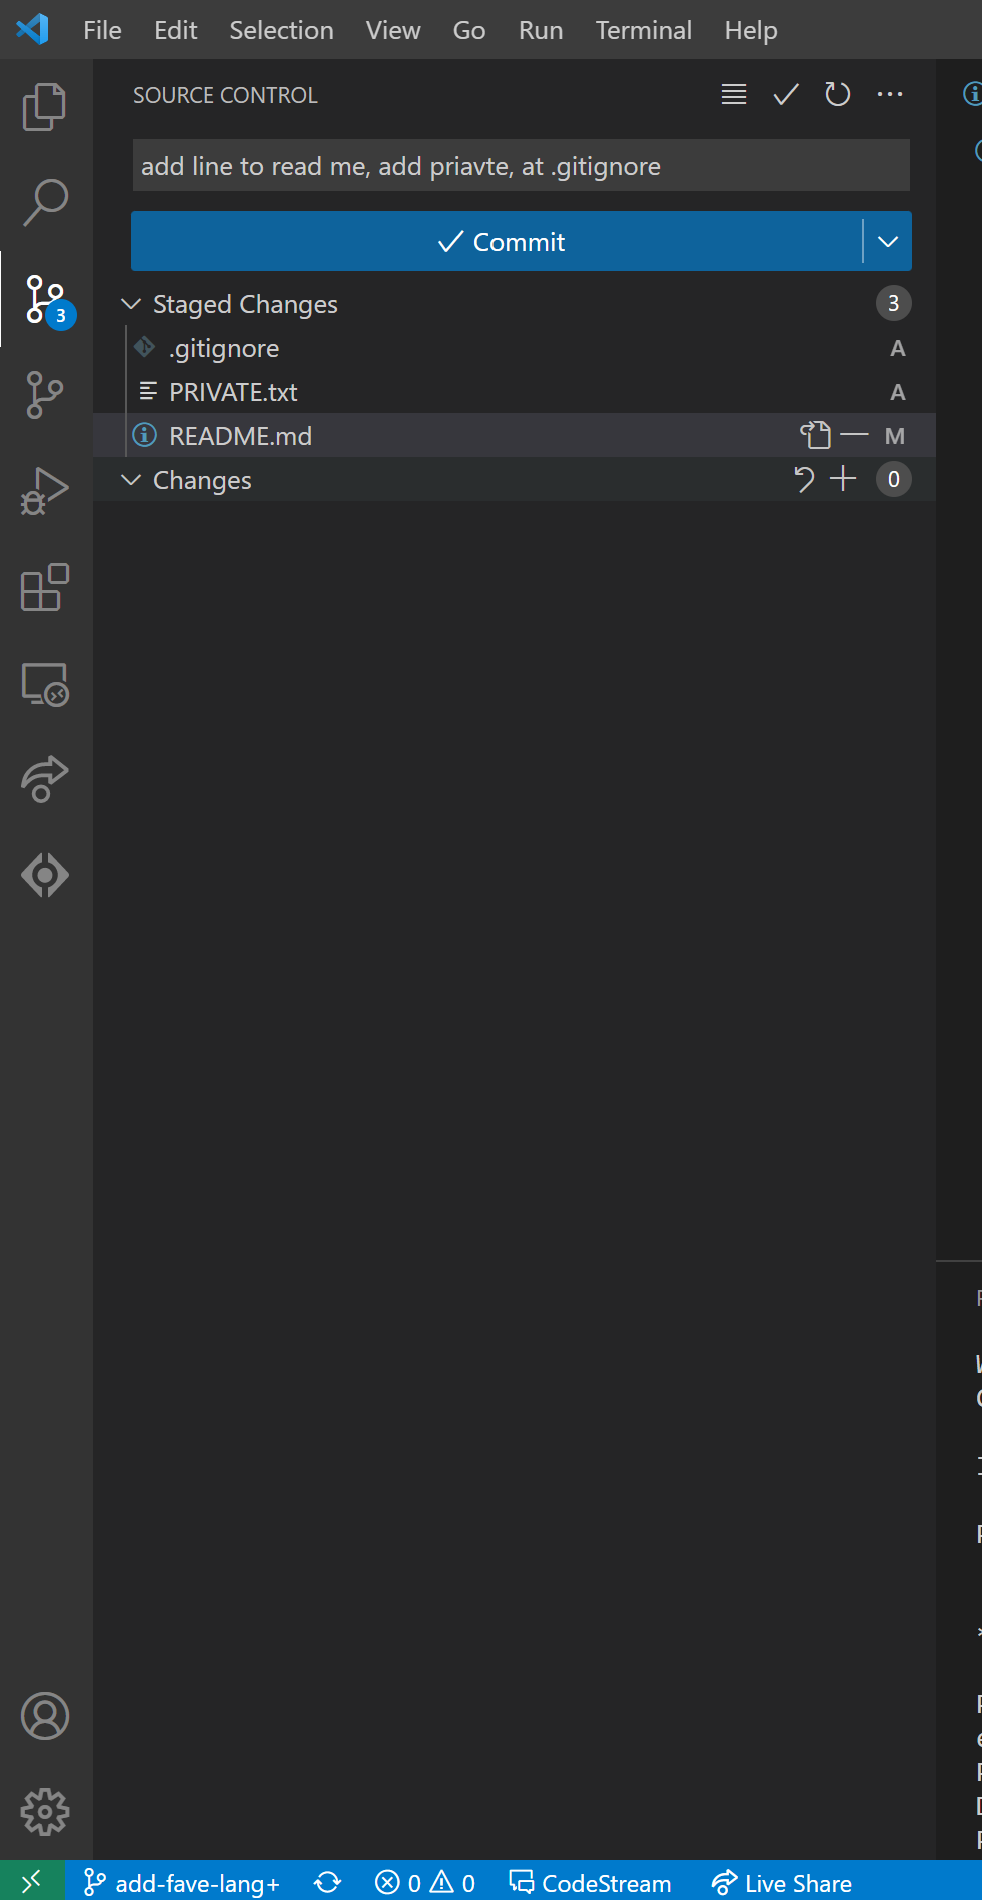 File Edit Selection View Go Run Terminal Help
SOURCE CONTROL
add line to read me, add priavte, at .gitignore
Commit
Staged Changes 3
.gitignore A
PRIVATE.txt A
3
README.md M
Changes 0
add-fave-lang+ 0 0 CodeStream Live Share